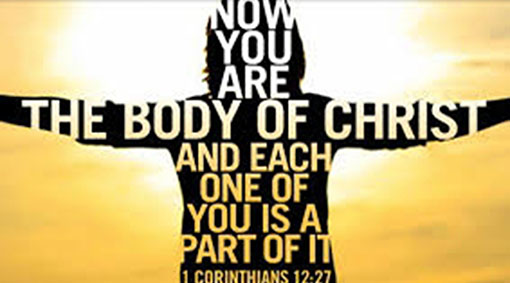 NOW
YOU
ARE
THE BODY OF CHRIST
AND EACH
ONE OF
YOU IS A
PART OF IT
1 CORINTHIANS 12:27